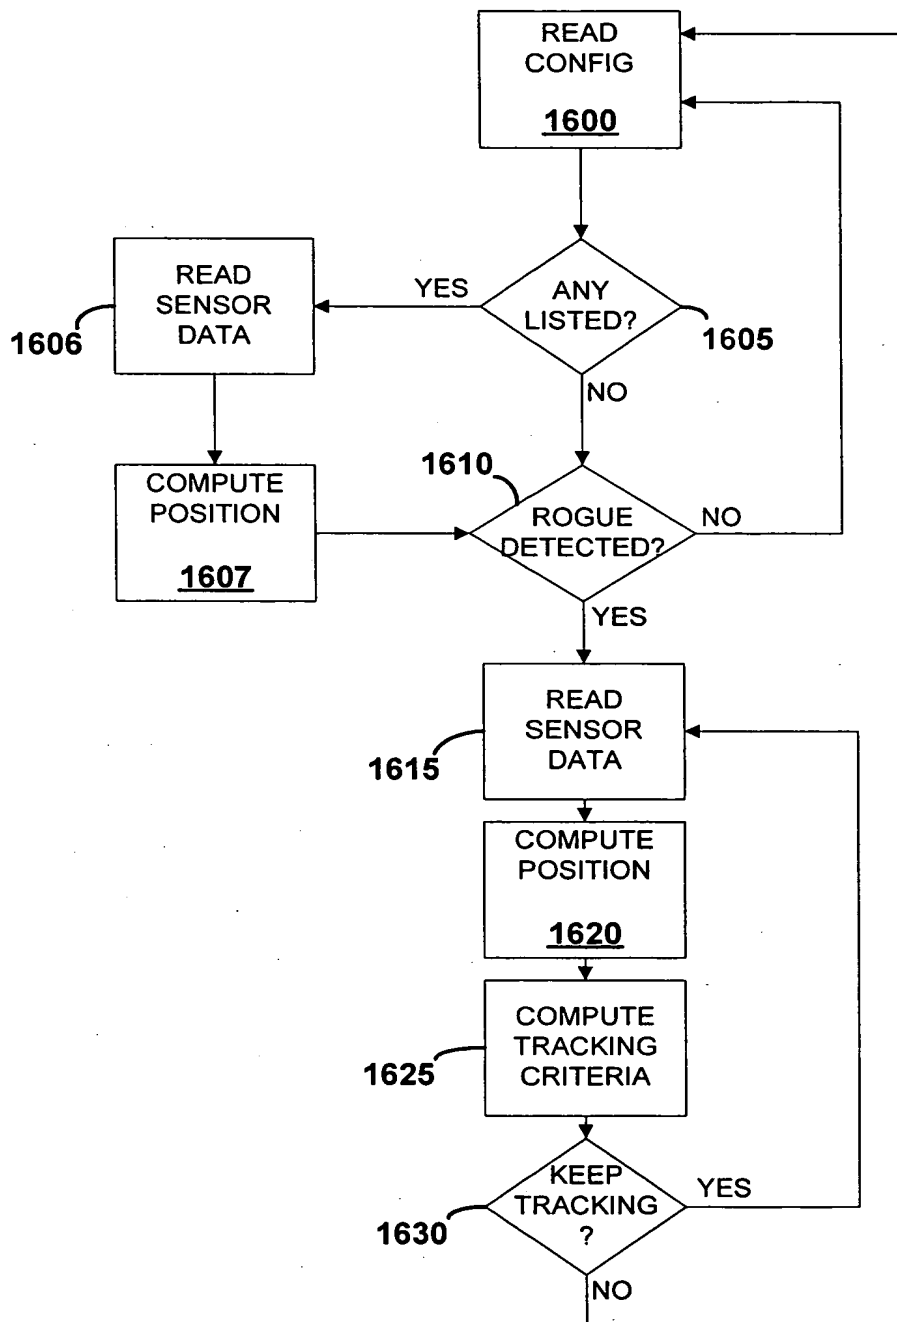 READ
CONFIG
1600
ANY
LISTED?
1605
YES
NO
READ
SENSOR
DATA
1606
COMPUTE
POSITION
1607
1610
ROGUE
DETECTED?
NO
YES
READ
SENSOR
DATA
1615
COMPUTE
POSITION
1620
COMPUTE
TRACKING
CRITERIA
1625
KEEP
TRACKING
?
1630
YES
NO